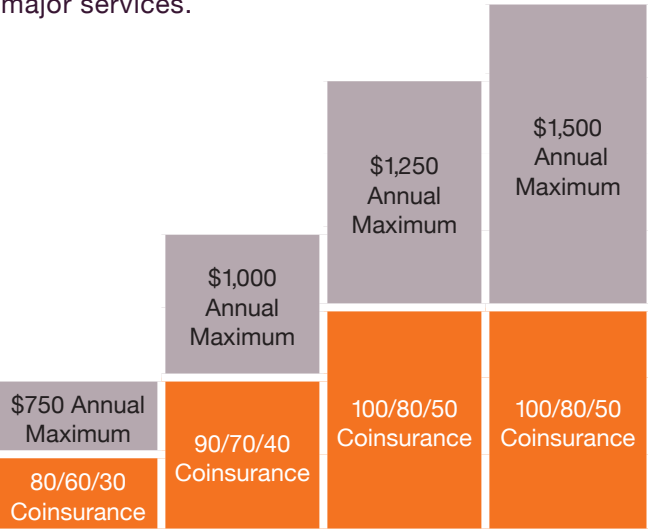 major services.
$750 Annual
Maximum
80/60/30
Coinsurance
$1,000
Annual
Maximum
90/70/40
Coinsurance
$1,250
Annual
Maximum
100/80/50
Coinsurance
$1,500
Annual
Maximum
100/80/50
Coinsurance